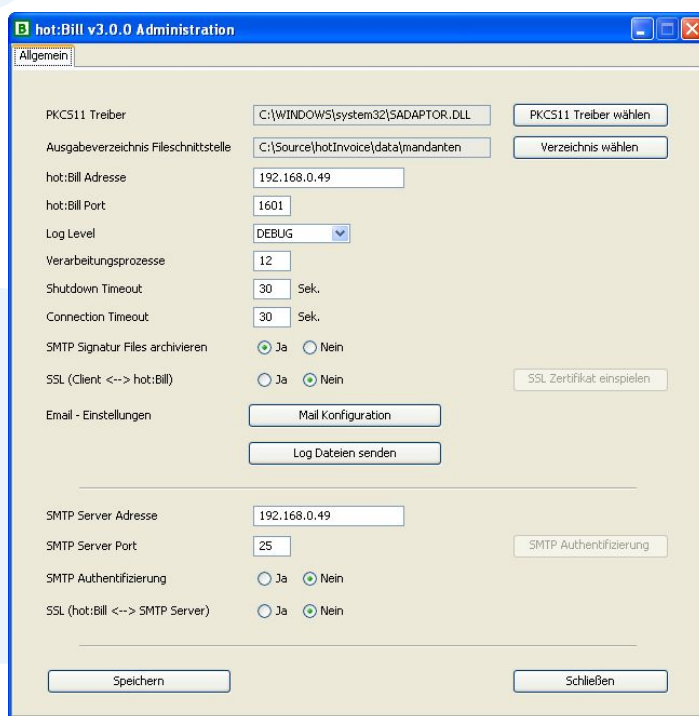 hot:Bill v3.0.0 Administration
Allgemein
PKCS11 Treiber C:\WINDOWS\system32\SADAPTOR.DLL PKCS11 Treiber wählen
Ausgabeverzeichnis Fileschnittstelle C:\Source\hotInvoice\data\mandanten Verzeichnis wählen
hot:Bill Adresse 192.168.0.49
hot:Bill Port 1601
Log Level DEBUG
Verarbeitungsprozesse 12
Shutdown Timeout 30 Sek.
Connection Timeout 30 Sek.
SMTP Signatur Files archivieren Ja Nein
SSL (Client <--> hot:Bill) Ja Nein SSL Zertifikat einspielen
Email - Einstellungen Mail Konfiguration
Log Dateien senden
SMTP Server Adresse 192.168.0.49
SMTP Server Port 25 SMTP Authentifizierung
SMTP Authentifizierung Ja Nein
SSL (hot:Bill <--> SMTP Server) Ja Nein
Speichern Schließen